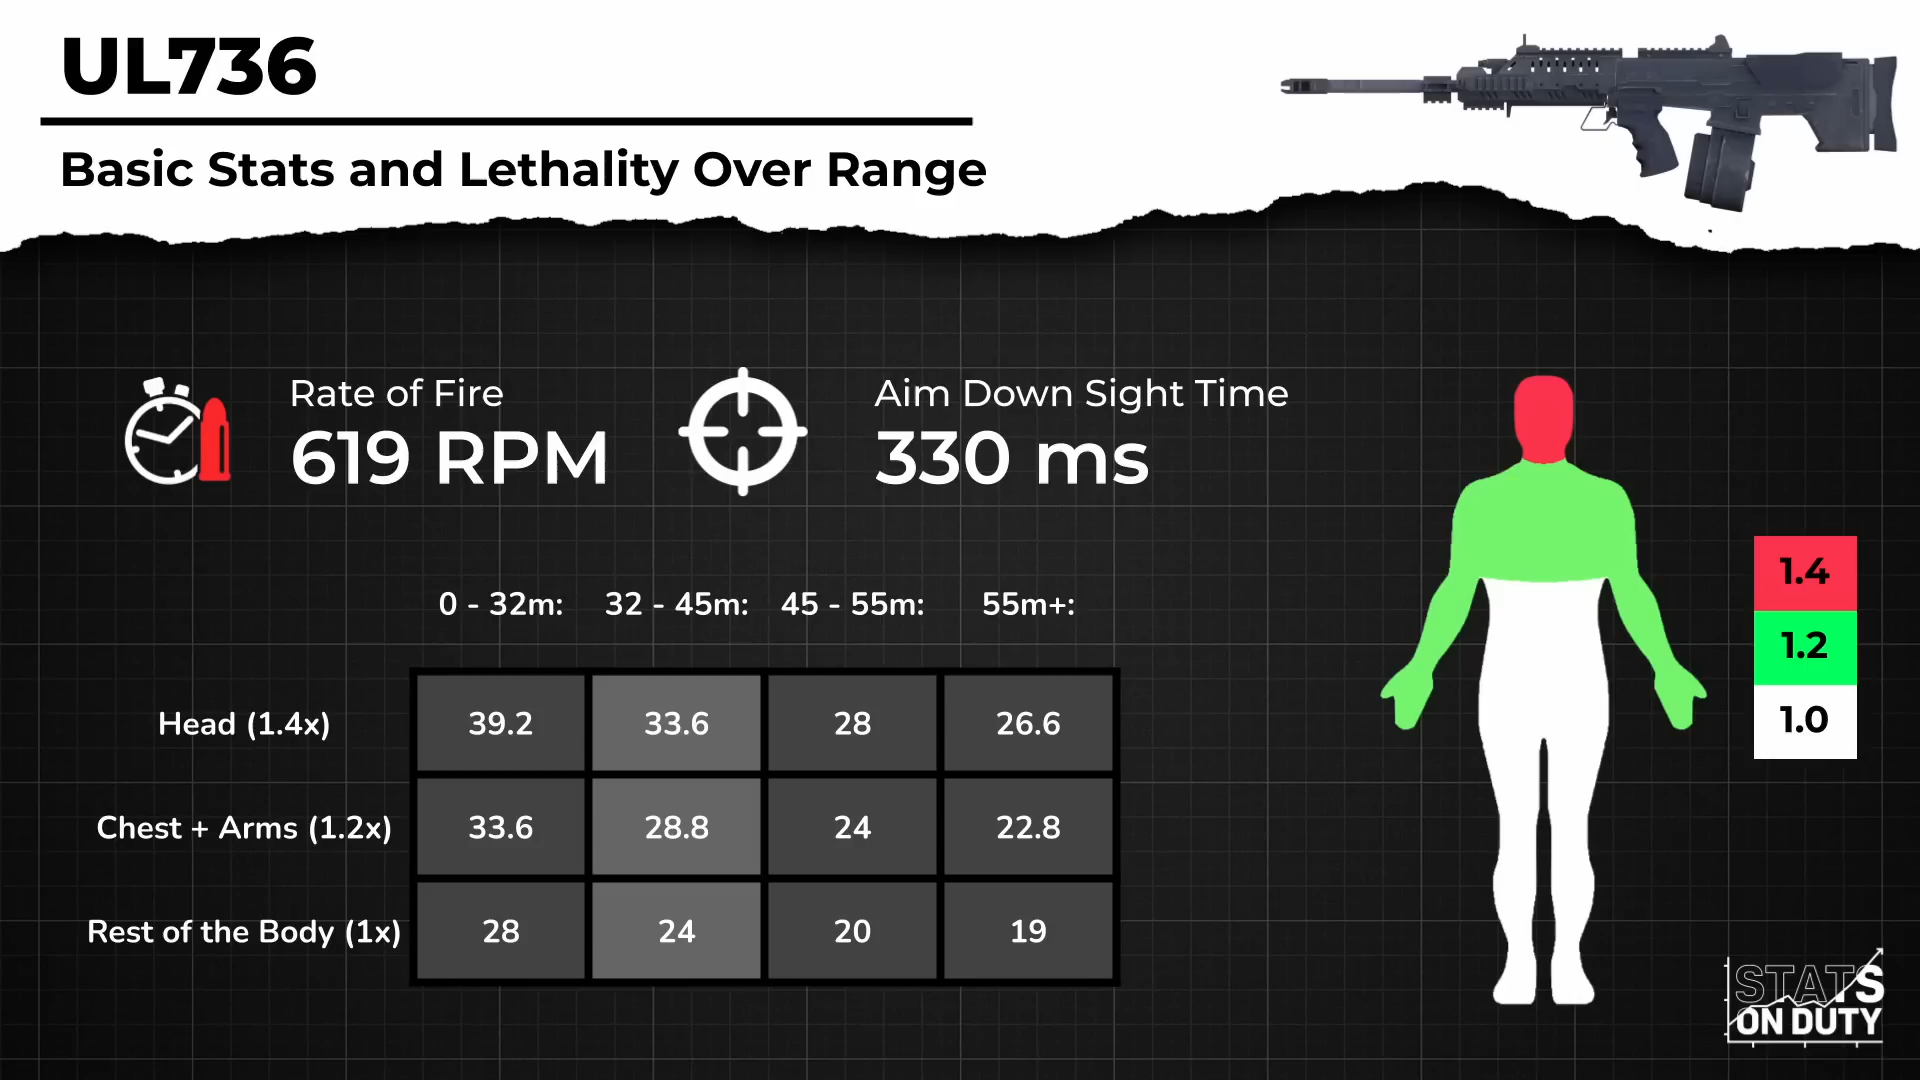 UL736
Basic Stats and Lethality Over Range
Rate of Fire
619 RPM
Aim Down Sight Time
330 ms
1.4
1.2
1.0
0 - 32m: 32 - 45m: 45 - 55m: 55m+:
Head (1.4x) 39.2 33.6 28 26.6
Chest + Arms (1.2x) 33.6 28.8 24 22.8
Rest of the Body (1x) 28 24 20 19
STATS
ON DUTY